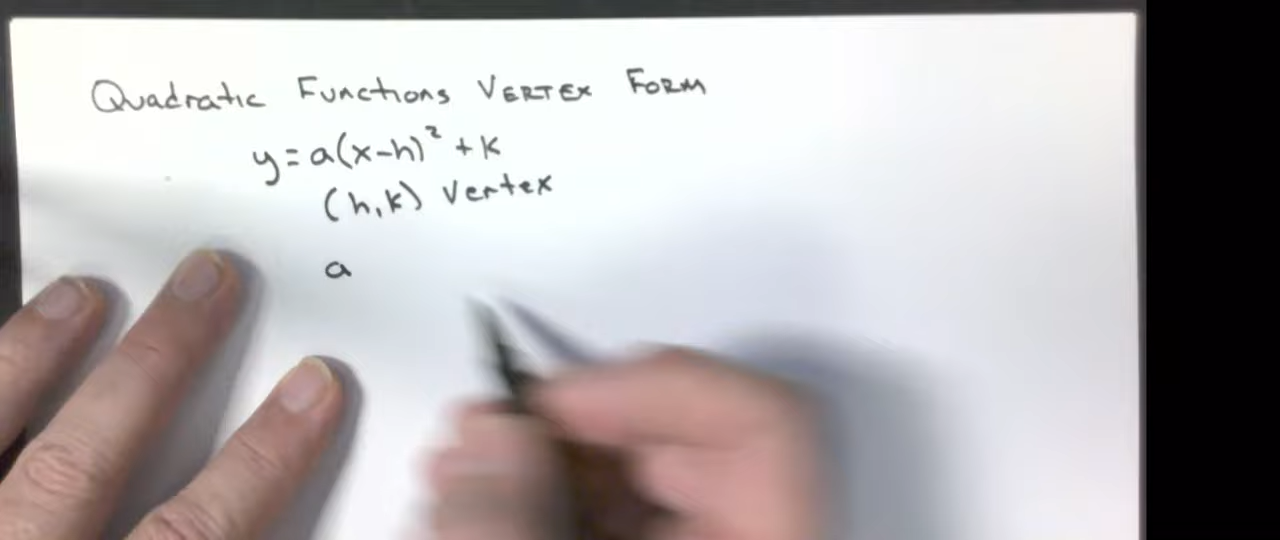 Quadratic Functions VERTEX FORM
y = a(x-h)² + k
(h,k) Vertex
a